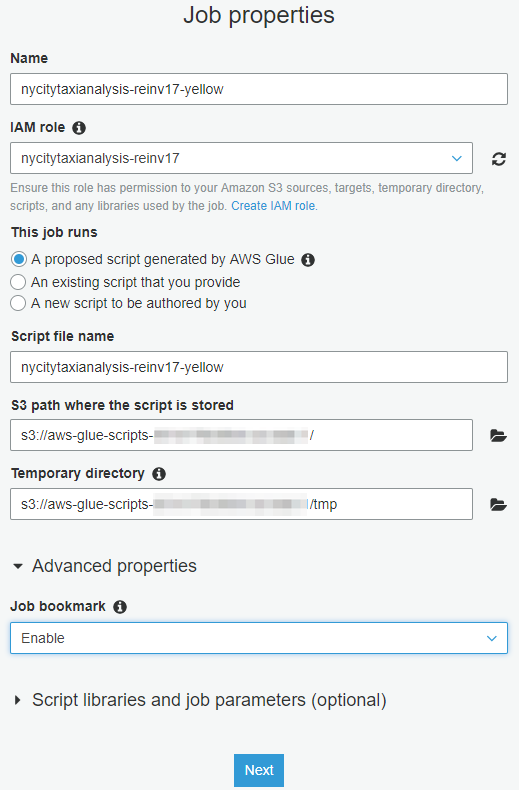 Job properties
Name
nycitytaxianalysis-reinv17-yellow
IAM role
nycitytaxianalysis-reinv17
Ensure this role has permission to your Amazon S3 sources, targets, temporary directory,
scripts, and any libraries used by the job. Create IAM role.
This job runs
A proposed script generated by AWS Glue
An existing script that you provide
A new script to be authored by you
Script file name
nycitytaxianalysis-reinv17-yellow
S3 path where the script is stored
s3://aws-glue-scripts- /
Temporary directory
s3://aws-glue-scripts- /tmp
Advanced properties
Job bookmark
Enable
Script libraries and job parameters (optional)
Next